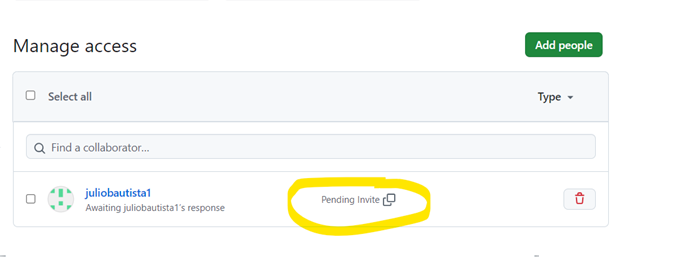 Manage access
Add people
Select all
Type
Find a collaborator...
juliobautista1
Awaiting juliobautista1's response
Pending Invite